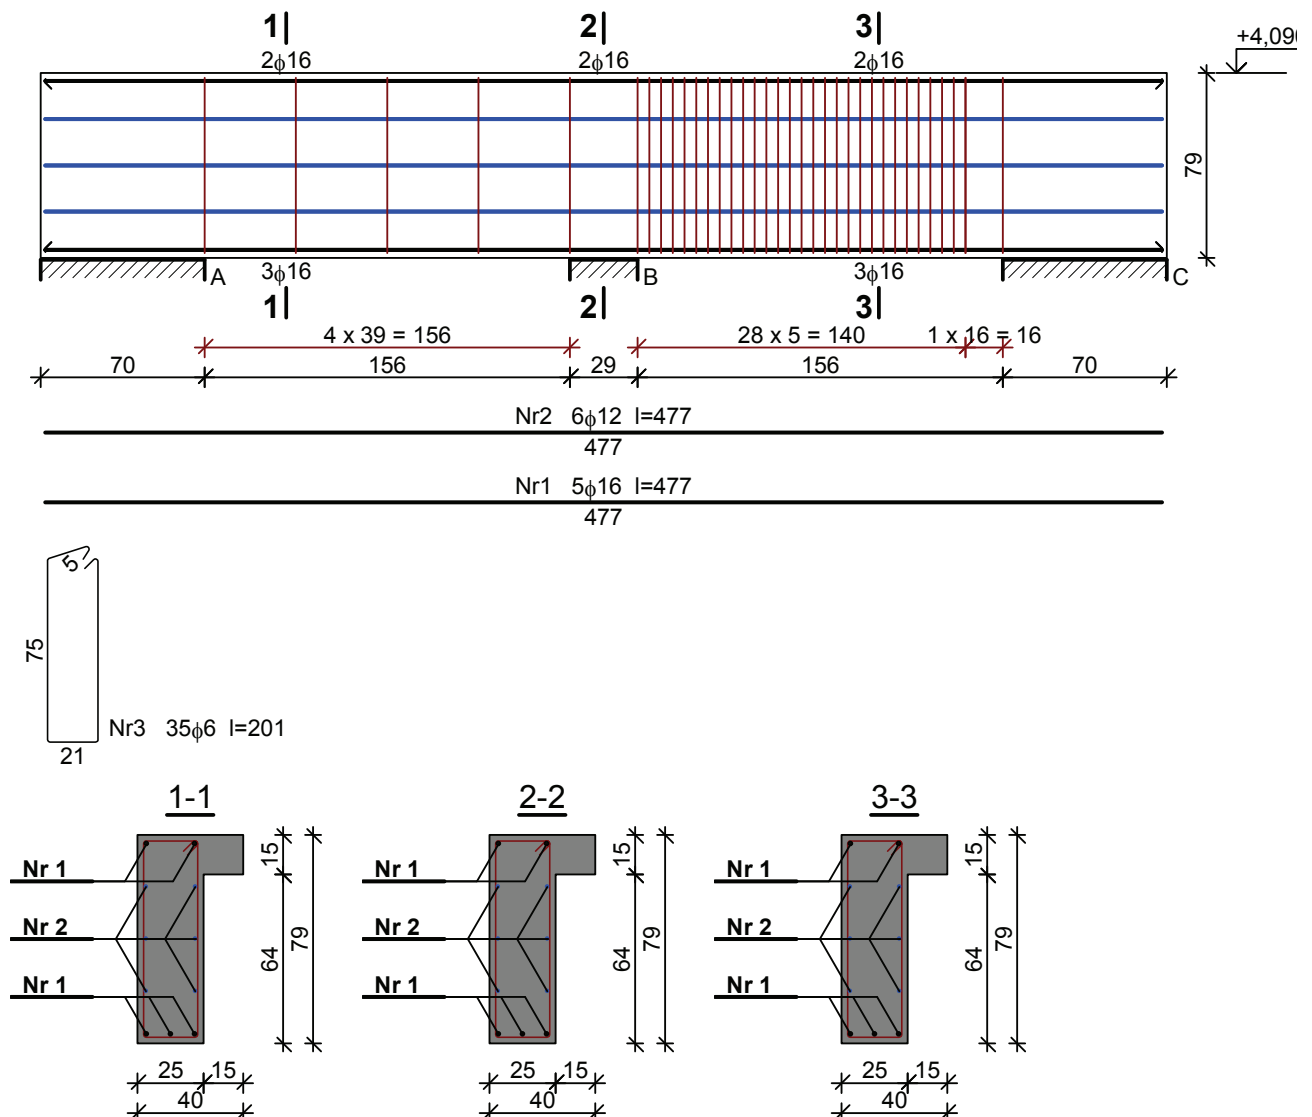 1 2 3
2ϕ16 2ϕ16 2ϕ16
79
A B C
3ϕ16 3ϕ16
1 2 3
4 x 39 = 156 28 x 5 = 140 1 x 16 = 16
70 156 29 156 70
Nr2 6ϕ12 l=477
477
Nr1 5ϕ16 l=477
477
5
75
Nr3 35ϕ6 l=201
21
1-1 2-2 3-3
Nr 1 15 Nr 1 15 Nr 1 15
Nr 2 64 79 Nr 2 64 79 Nr 2 64 79
Nr 1 Nr 1 Nr 1
25 15 25 15 25 15
40 40 40